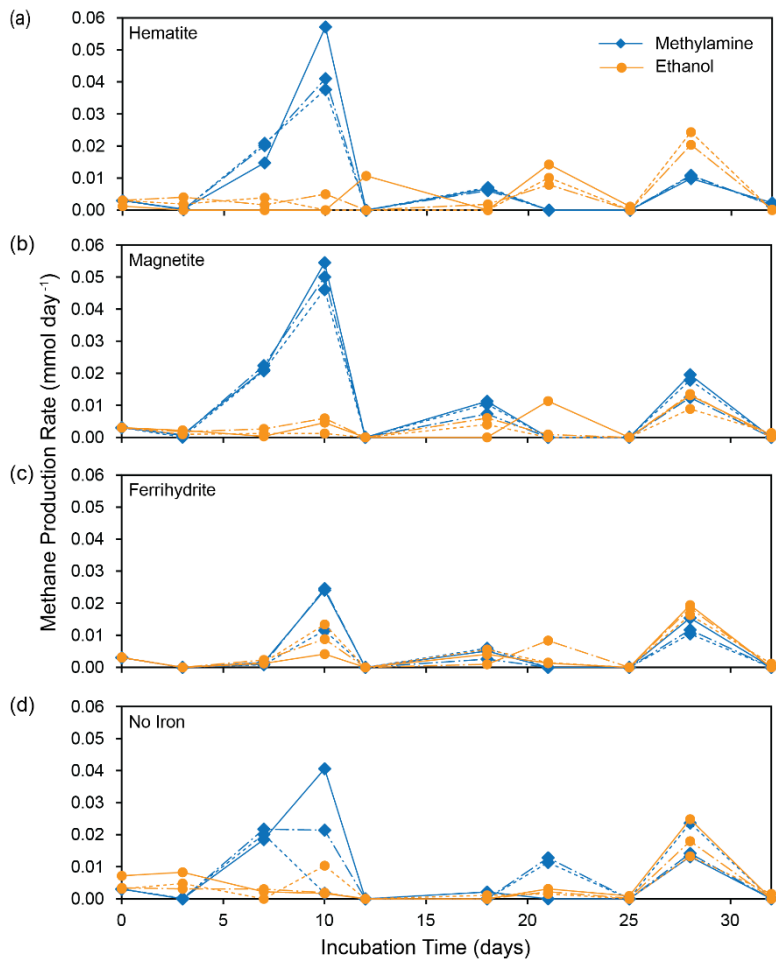 (a)
Hematite
Methylamine
Ethanol
0.06
0.05
0.04
0.03
0.02
0.01
0.00
(b)
Magnetite
0.06
0.05
0.04
0.03
0.02
0.01
0.00
(c)
Ferrihydrite
0.06
0.05
0.04
0.03
0.02
0.01
0.00
(d)
No Iron
0.06
0.05
0.04
0.03
0.02
0.01
0.00
0 5 10 15 20 25 30
Methane Production Rate (mmol day⁻¹)
Incubation Time (days)